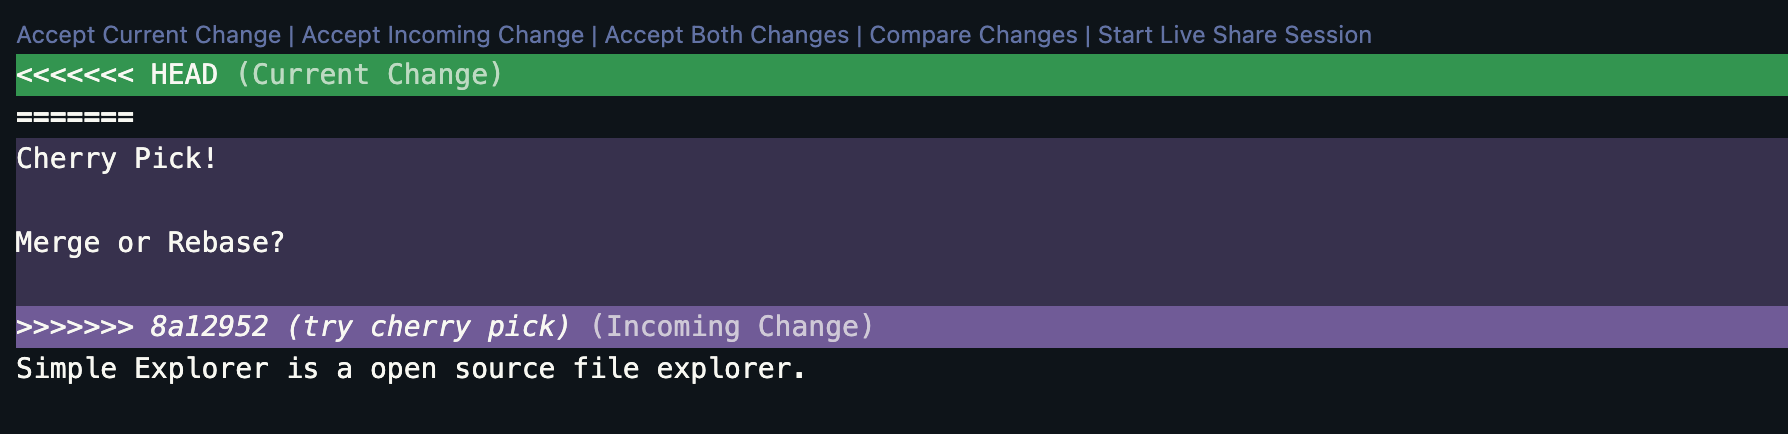 Accept Current Change | Accept Incoming Change | Accept Both Changes | Compare Changes | Start Live Share Session
<<<<<<< HEAD (Current Change)
=======
Cherry Pick!
Merge or Rebase?
>>>>>>> 8a12952 (try cherry pick) (Incoming Change)
Simple Explorer is a open source file explorer.